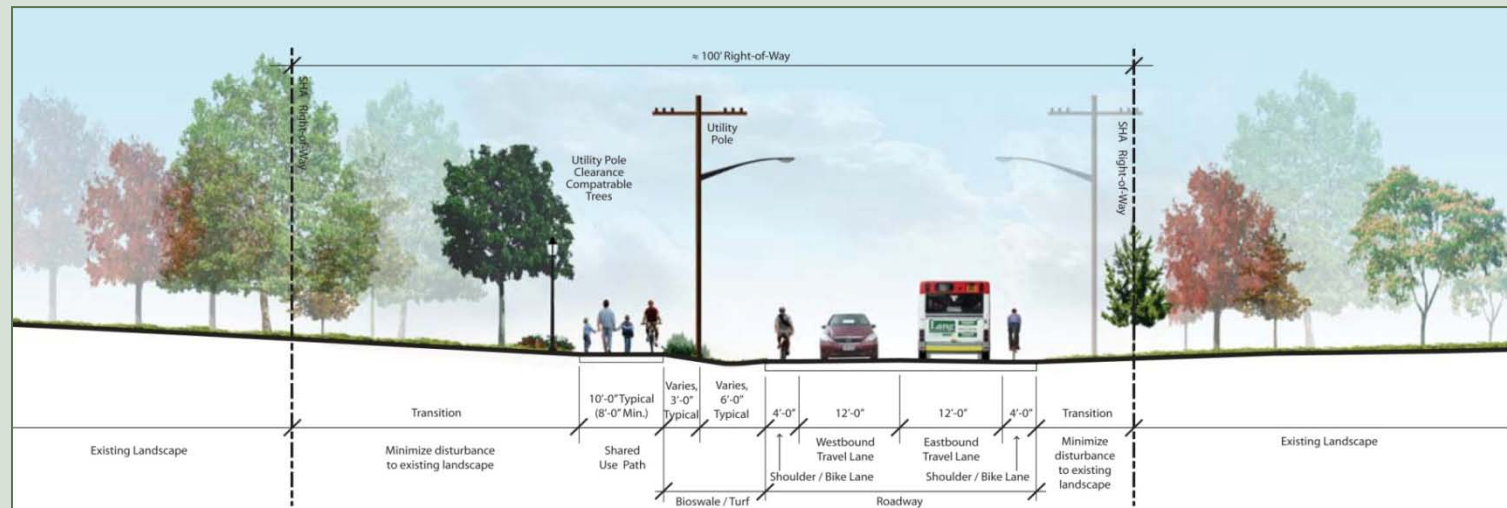 ≈ 100' Right-of-Way
SHA Right-of-Way
Utility Pole
Clearance
Compatrable
Trees
Utility
Pole
SHA Right-of-Way
Lane
10'-0" Typical
(8'-0" Min.)
Varies,
3'-0"
Typical
Varies,
6'-0"
Typical
Transition
4'-0"
12'-0"
12'-0"
4'-0"
Transition
Existing Landscape
Minimize disturbance
to existing landscape
Shared
Use Path
Westbound
Travel Lane
Eastbound
Travel Lane
Minimize
disturbance
to existing
landscape
Existing Landscape
Shoulder / Bike Lane
Shoulder / Bike Lane
Bioswale / Turf
Roadway